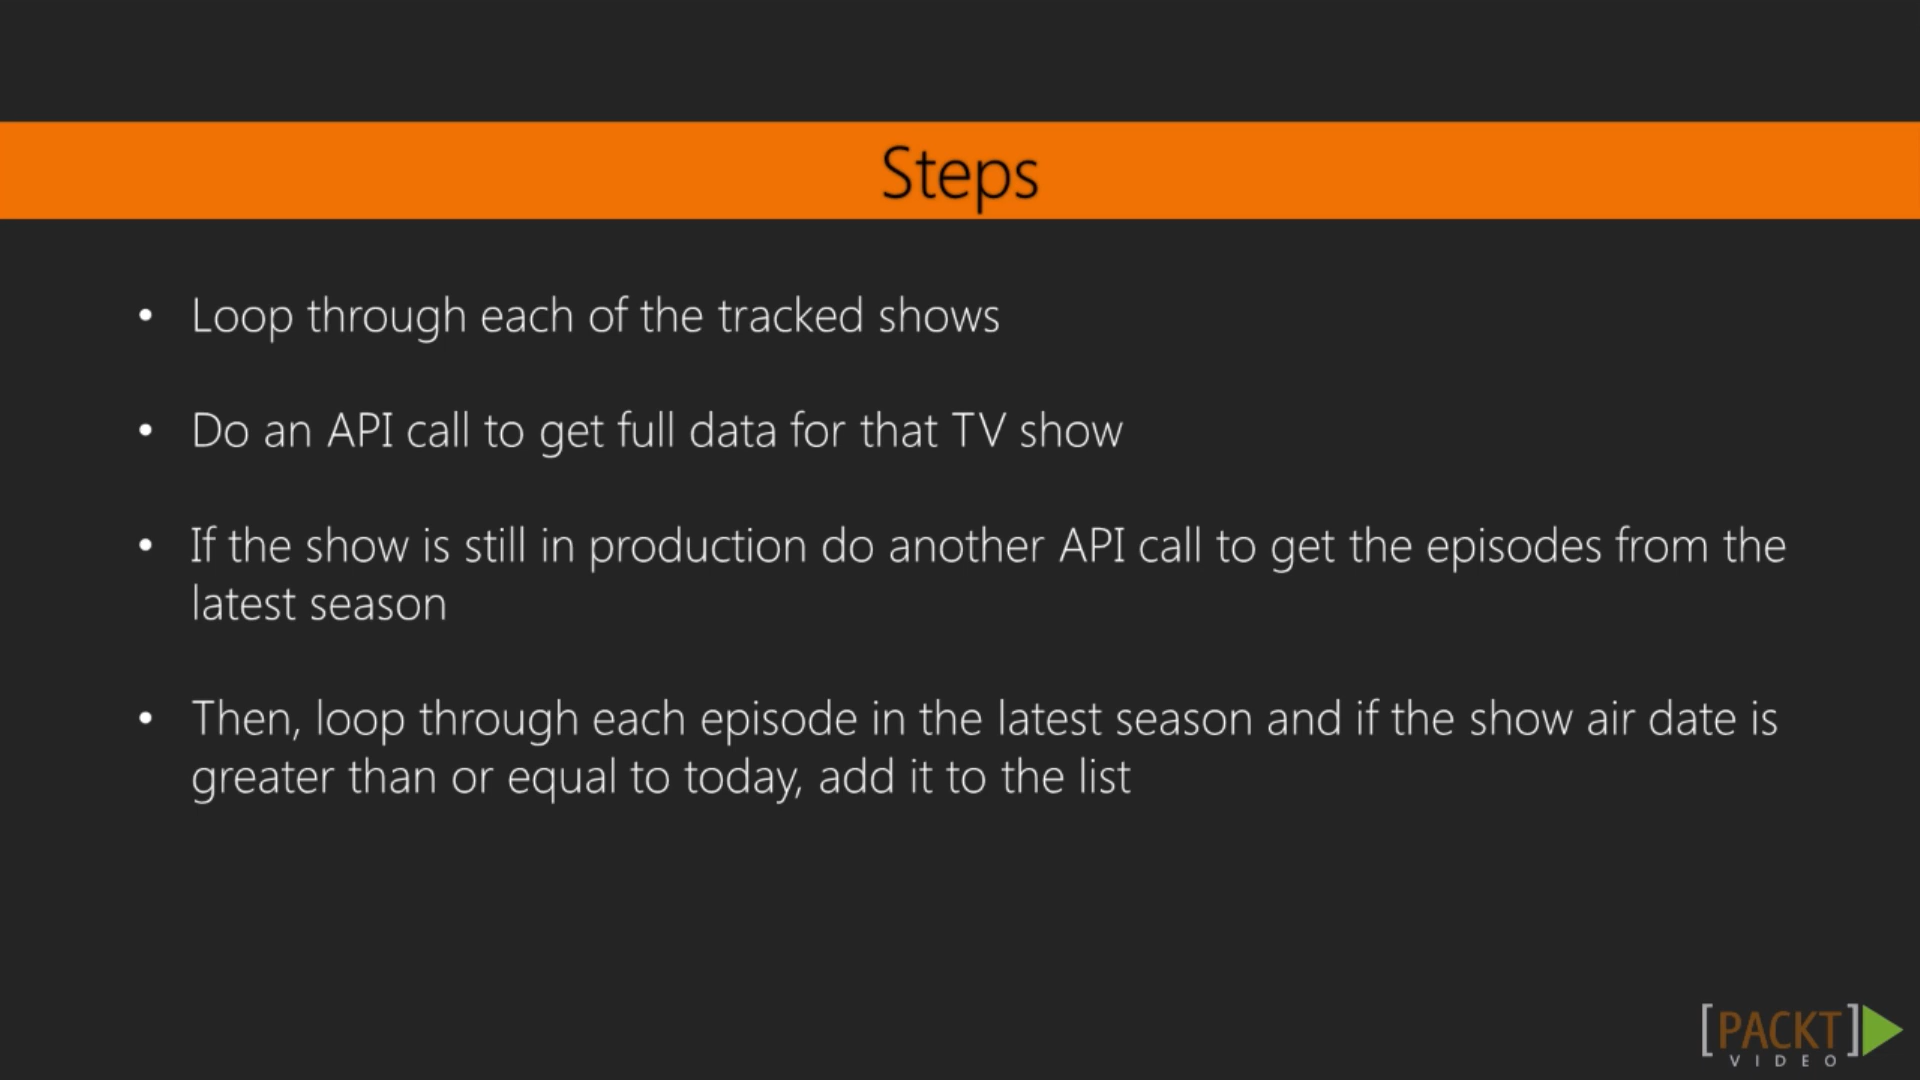 Steps
• Loop through each of the tracked shows
• Do an API call to get full data for that TV show
• If the show is still in production do another API call to get the episodes from the
latest season
• Then, loop through each episode in the latest season and if the show air date is
greater than or equal to today, add it to the list
[PACKT]
VIDEO